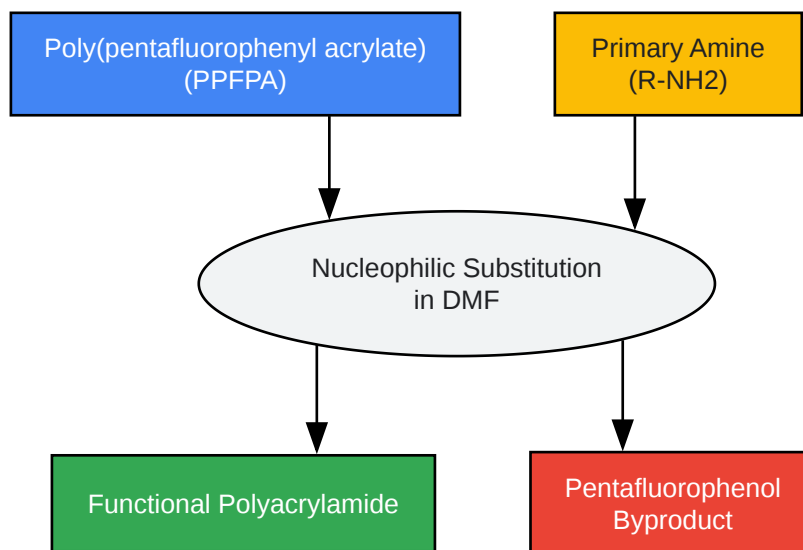 Poly(pentafluorophenyl acrylate)
(PPFPA)
Primary Amine
(R-NH2)
Nucleophilic Substitution
in DMF
Functional Polyacrylamide
Pentafluorophenol
Byproduct